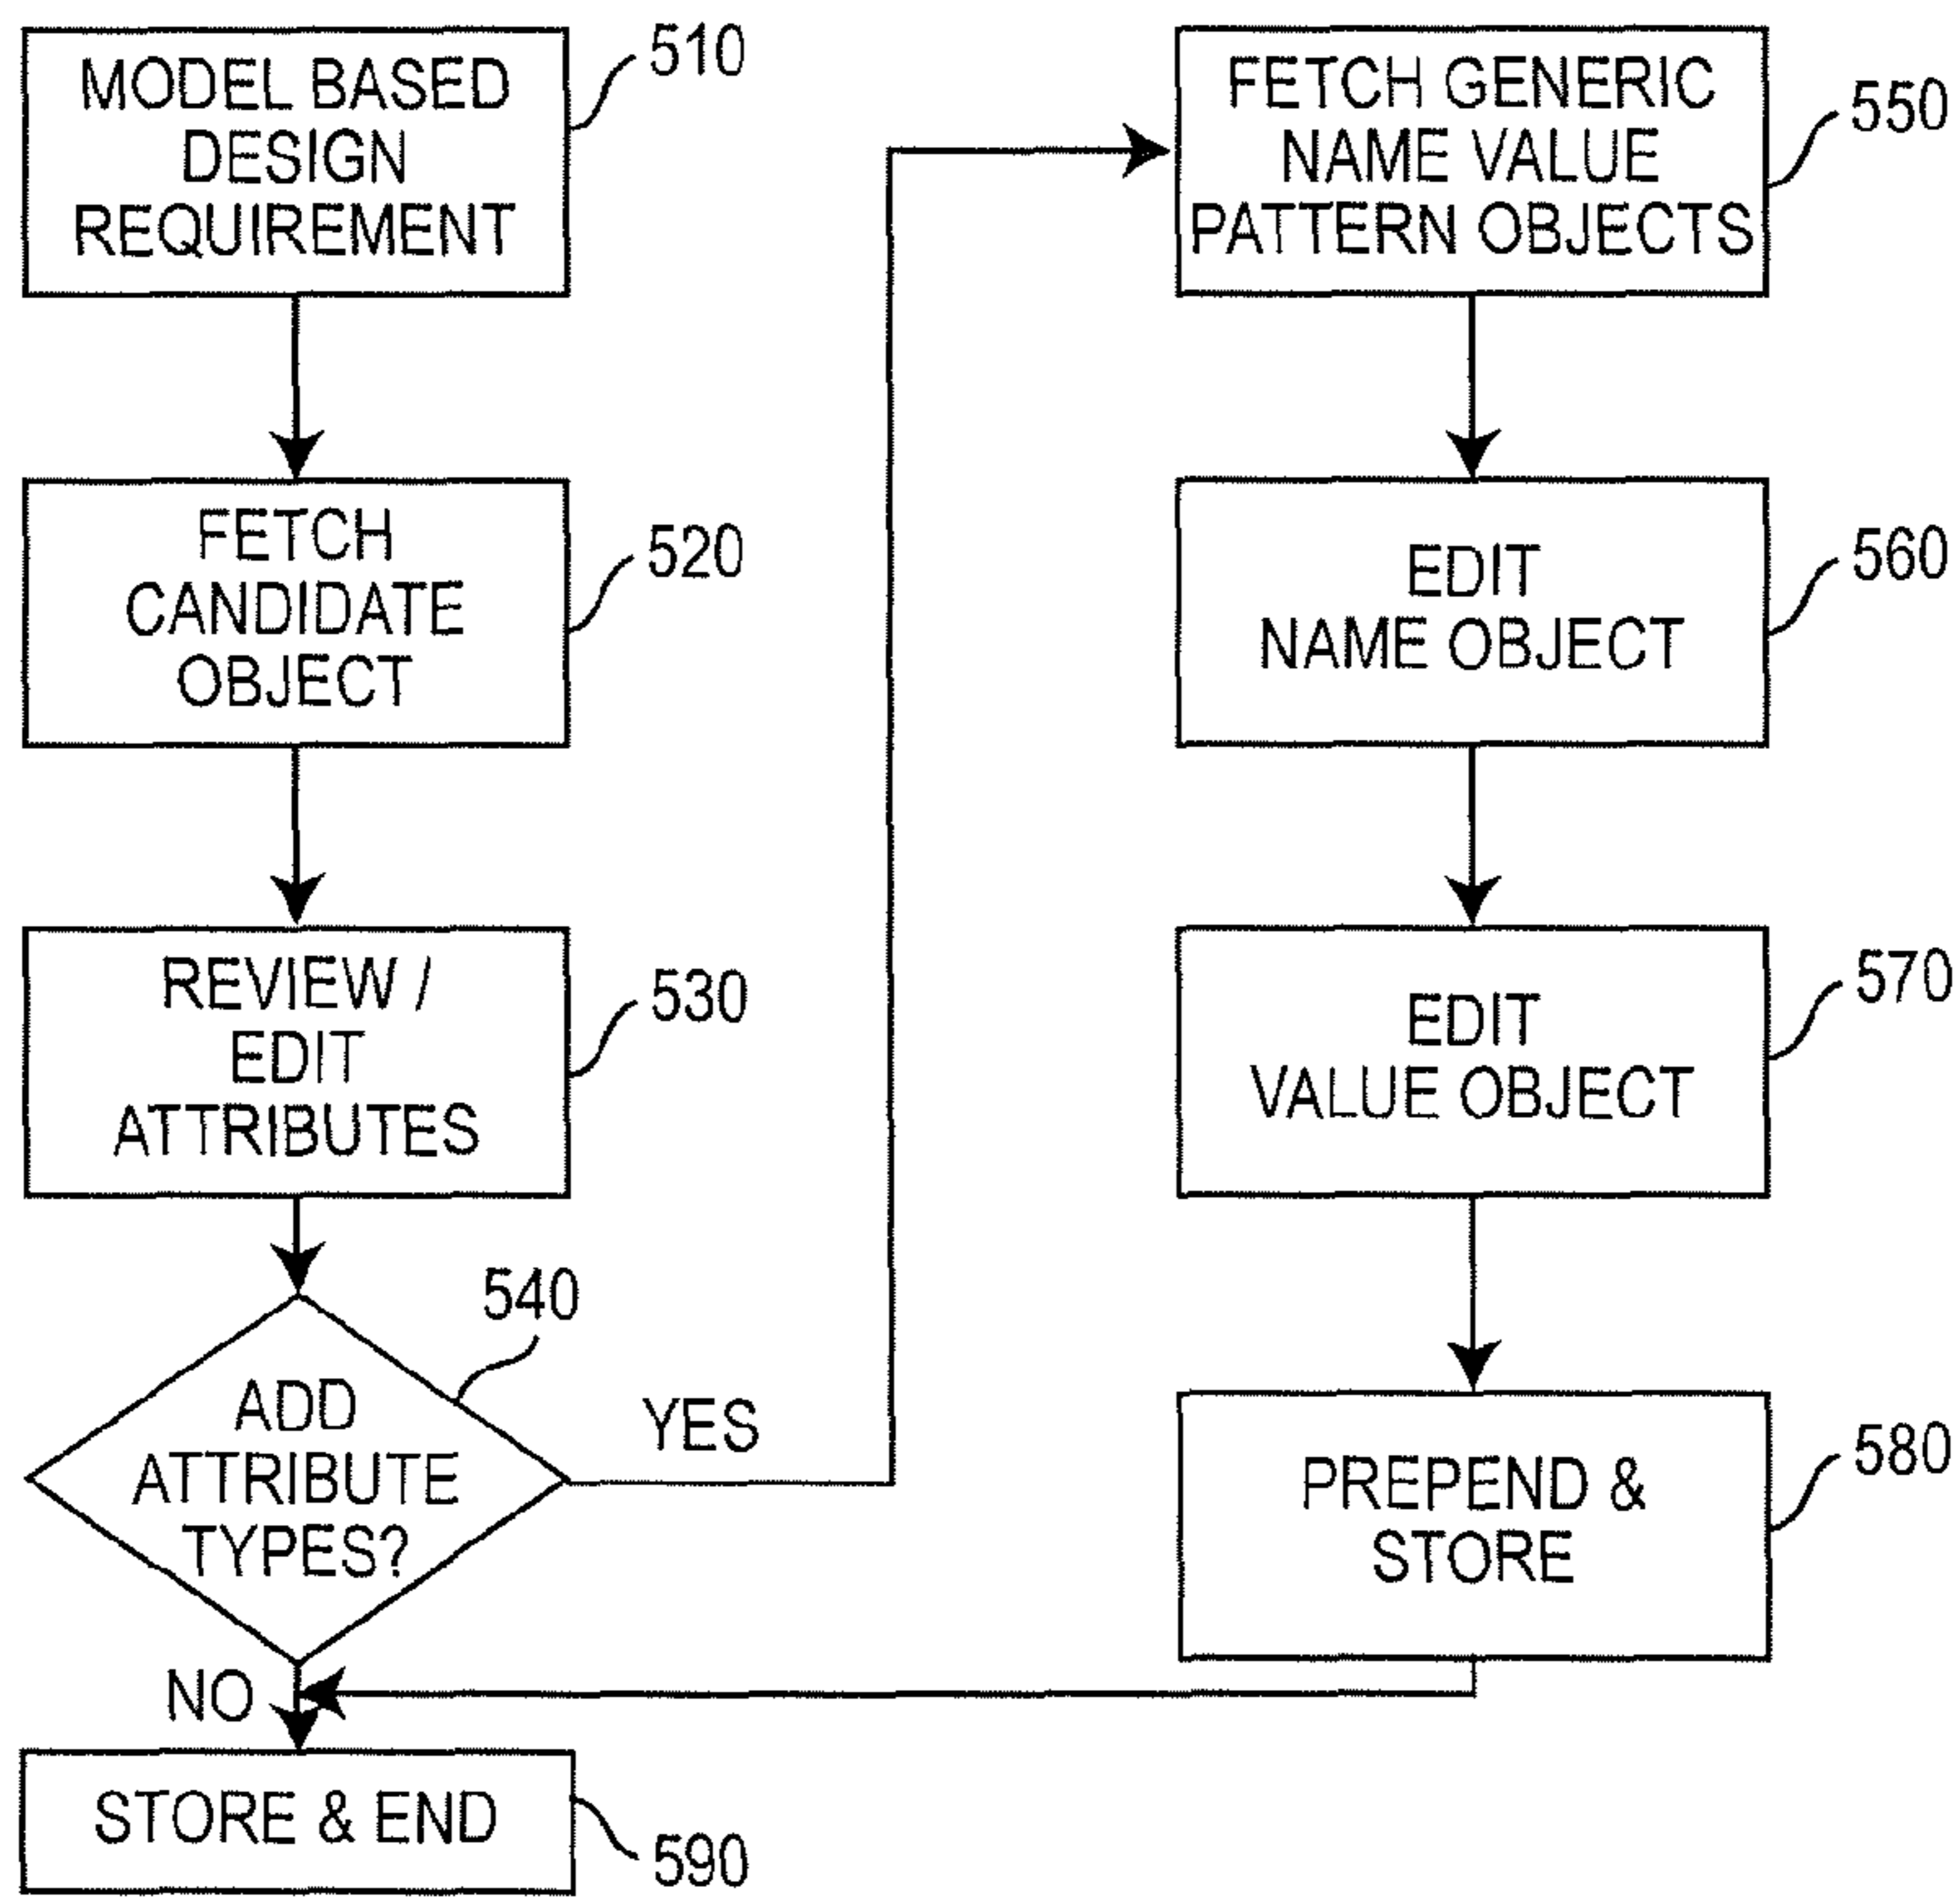 MODEL BASED
DESIGN
REQUIREMENT
510
FETCH
CANDIDATE
OBJECT
520
REVIEW /
EDIT
ATTRIBUTES
530
ADD
ATTRIBUTE
TYPES?
540
YES
NO
FETCH GENERIC
NAME VALUE
PATTERN OBJECTS
550
EDIT
NAME OBJECT
560
EDIT
VALUE OBJECT
570
PREPEND &
STORE
580
STORE & END
590